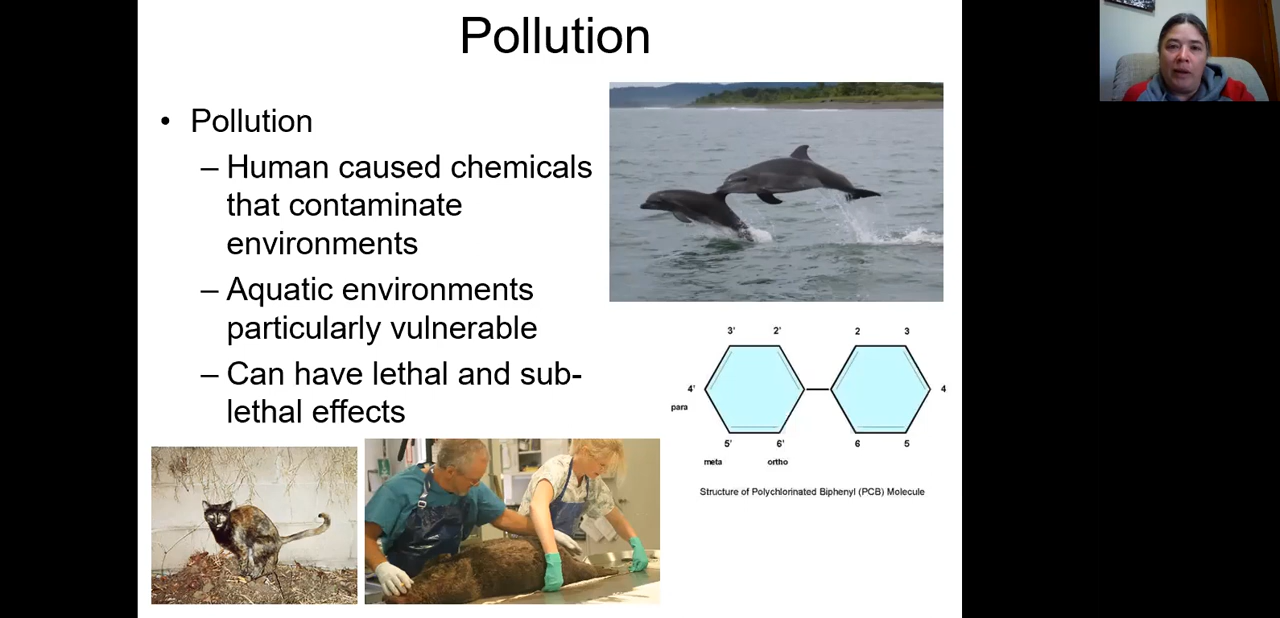 Pollution
• Pollution
– Human caused chemicals
that contaminate
environments
– Aquatic environments
particularly vulnerable
– Can have lethal and sub-
lethal effects
3' 2' 2 3
4' 4
para
5' 6' 6 5
meta ortho
Structure of Polychlorinated Biphenyl (PCB) Molecule